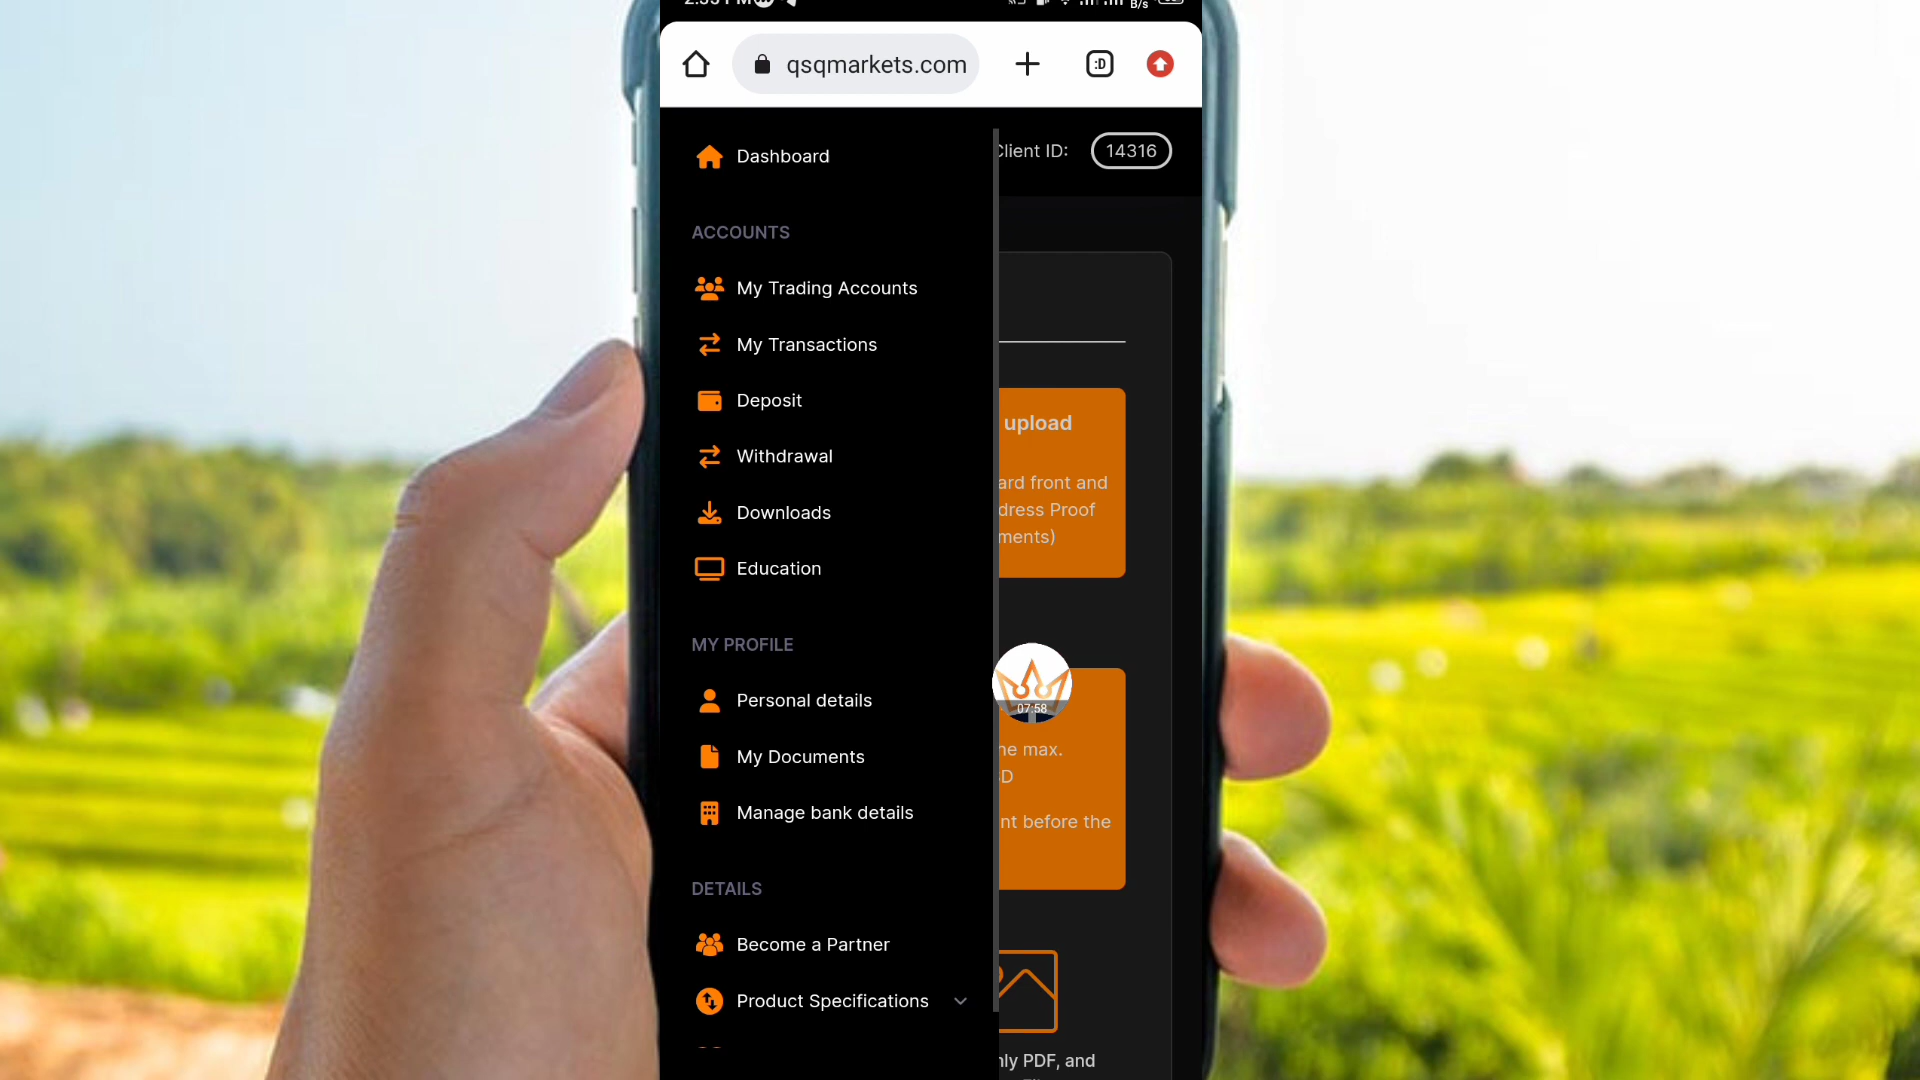 B/s
qsqmarkets.com
:D
Dashboard
Client ID: 14316
ACCOUNTS
My Trading Accounts
My Transactions
Deposit
upload
Withdrawal
ard front and
dress Proof
Downloads
ments)
Education
MY PROFILE
Personal details
07:58
My Documents
ne max.
D
Manage bank details
nt before the
DETAILS
Become a Partner
Product Specifications
nly PDF, and